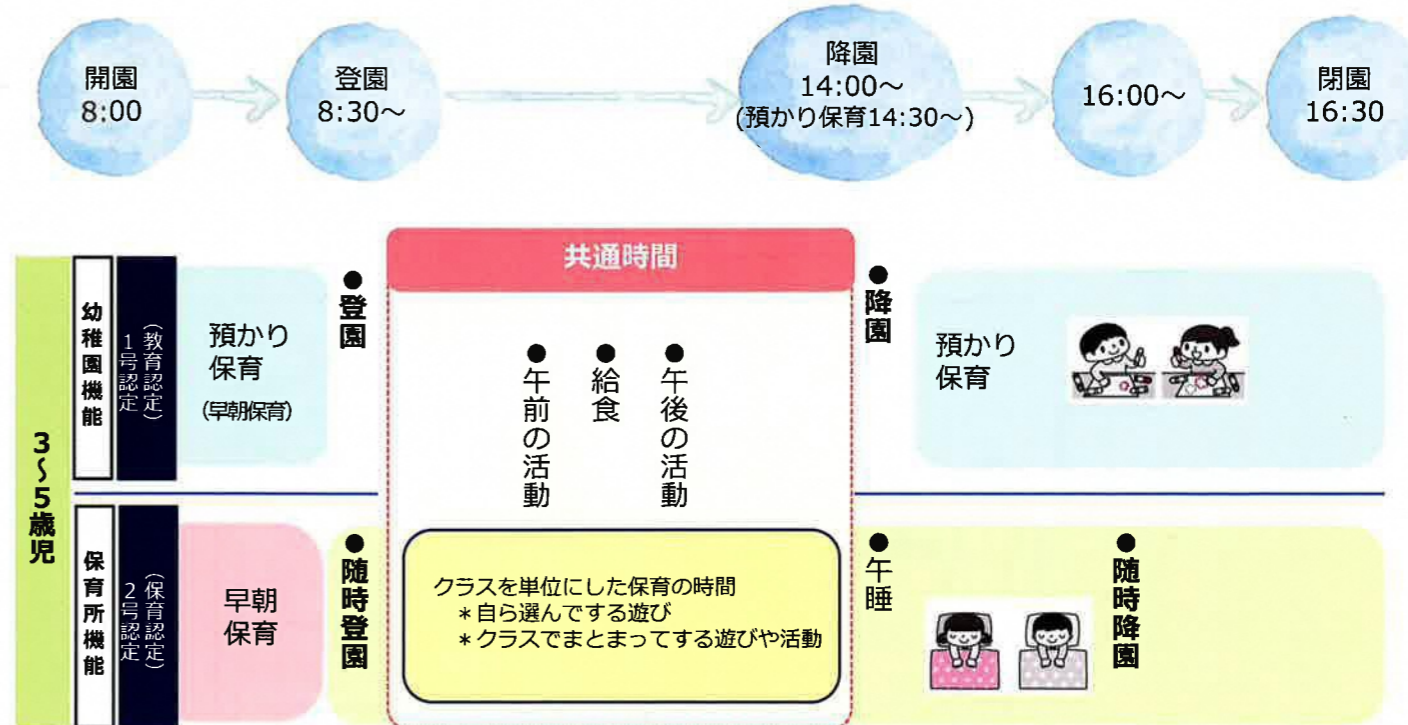 開園
8:00
登園
8:30～
降園
14:00～
(預かり保育14:30～)
16:00～
閉園
16:30
共通時間
3～5歳児
幼稚園機能
(教育認定)
1号認定
預かり
保育
(早朝保育)
●登園
●午前の活動
●給食
●午後の活動
●降園
預かり
保育
保育所機能
(保育認定)
2号認定
早朝
保育
●随時登園
クラスを単位にした保育の時間
＊自ら選んでする遊び
＊クラスでまとまってする遊びや活動
●午睡
●随時降園